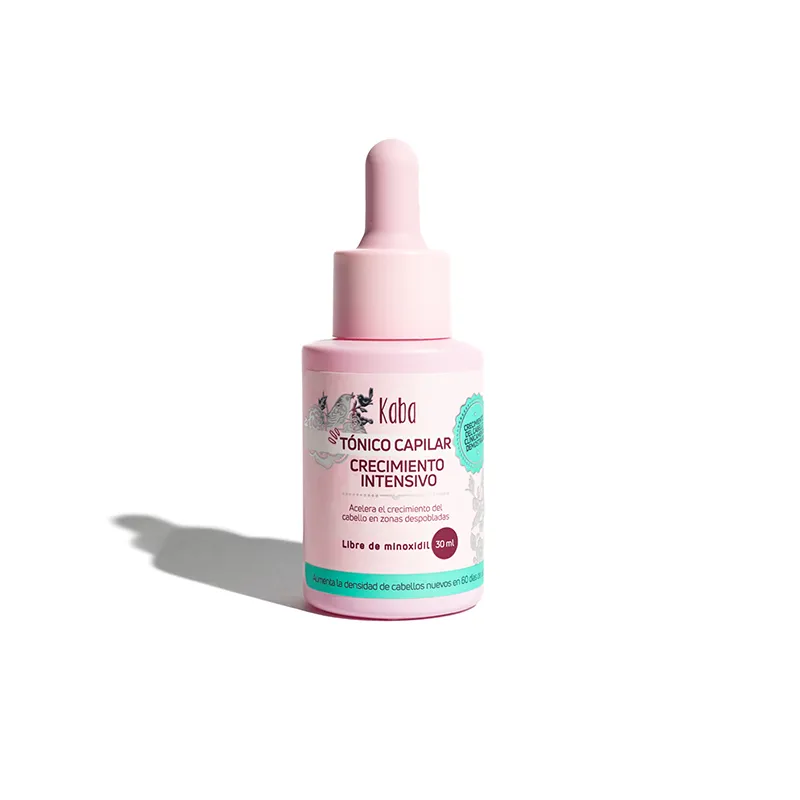 Kaba
TÓNICO CAPILAR
CRECIMIENTO
INTENSIVO
Acelera el crecimiento del
cabello en zonas despobladas
Libre de minoxidil 30 ml
Aumenta la densidad de cabellos nuevos en 60 días